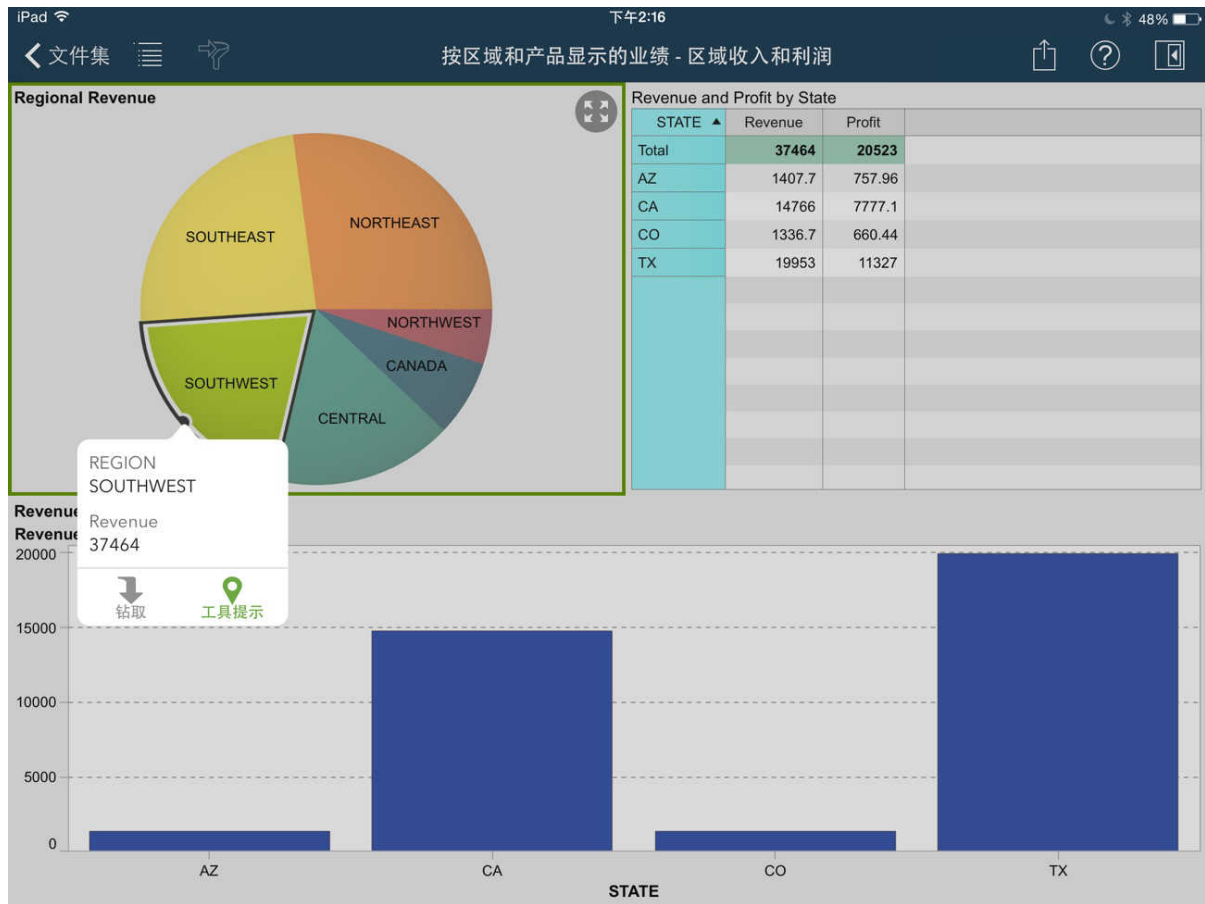 iPad
下午2:16
48%
文件集
按区域和产品显示的业绩 - 区域收入和利润
Regional Revenue
SOUTHEAST
NORTHEAST
NORTHWEST
CANADA
SOUTHWEST
CENTRAL
REGION
SOUTHWEST
Revenue
37464
钻取
工具提示
Revenue and Profit by State
STATE Revenue Profit
Total 37464 20523
AZ 1407.7 757.96
CA 14766 7777.1
CO 1336.7 660.44
TX 19953 11327
Revenue
Revenue
20000
15000
10000
5000
0
AZ CA CO TX
STATE